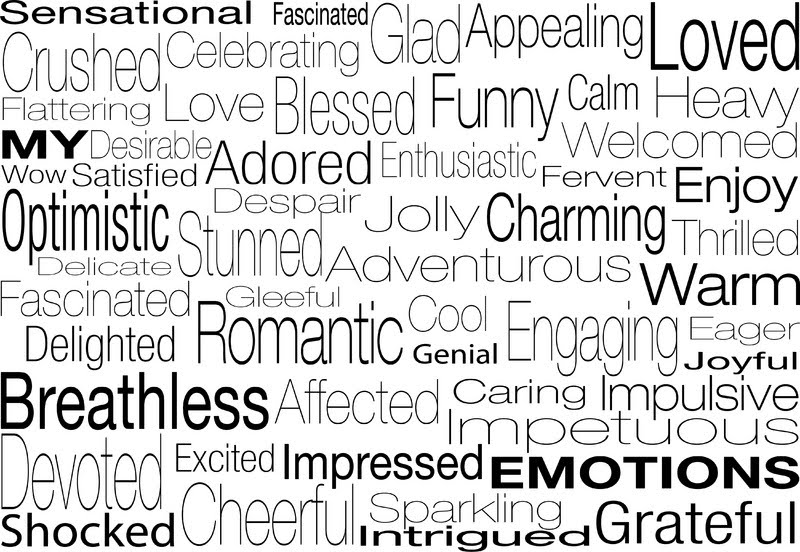 Sensational Fascinated Glad Appealing Loved
Crushed Celebrating
Flattering Love Blessed Funny Calm Heavy
MY Desirable Adored Enthusiastic Welcomed
Wow Satisfied Fervent Enjoy
Optimistic Despair Jolly Charming Thrilled
Delicate Stunned Adventurous Warm
Fascinated Gleeful Cool Engaging Eager
Delighted Romantic Genial Joyful
Breathless Affected Caring Impulsive
Impetuous
Devoted Excited Impressed EMOTIONS
Shocked Cheerful Sparkling Grateful
Intrigued